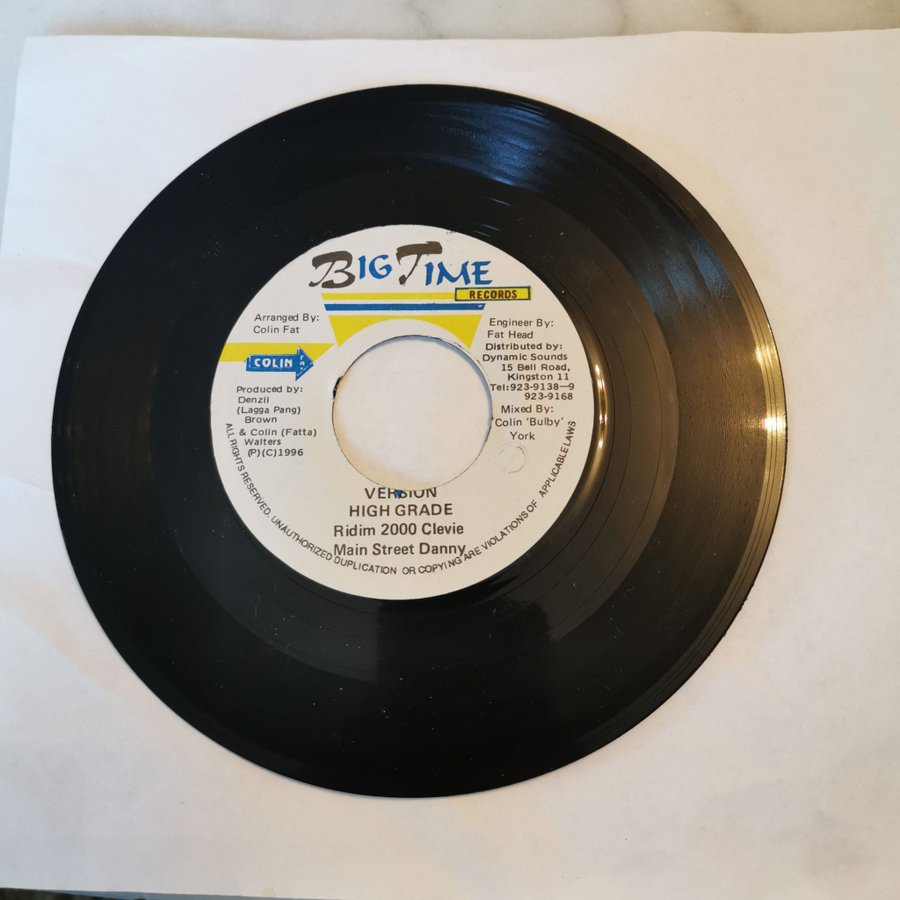 BIG TIME
RECORDS
Arranged By:
Colin Fat
COLIN FAT
Produced by:
Denzil
(Lagga Pang)
Brown
& Colin (Fatta)
Walters
(P)(C)1996
Engineer By:
Fat Head
Distributed by:
Dynamic Sounds
15 Bell Road,
Kingston 11
Tel:923-9138—9
923-9168
Mixed By:
Colin 'Bulby'
York
VERSION
HIGH GRADE
Ridim 2000 Clevie
Main Street Danny
ALL RIGHTS RESERVED. UNAUTHORIZED DUPLICATION OR COPYING ARE VIOLATIONS OF APPLICABLE LAWS